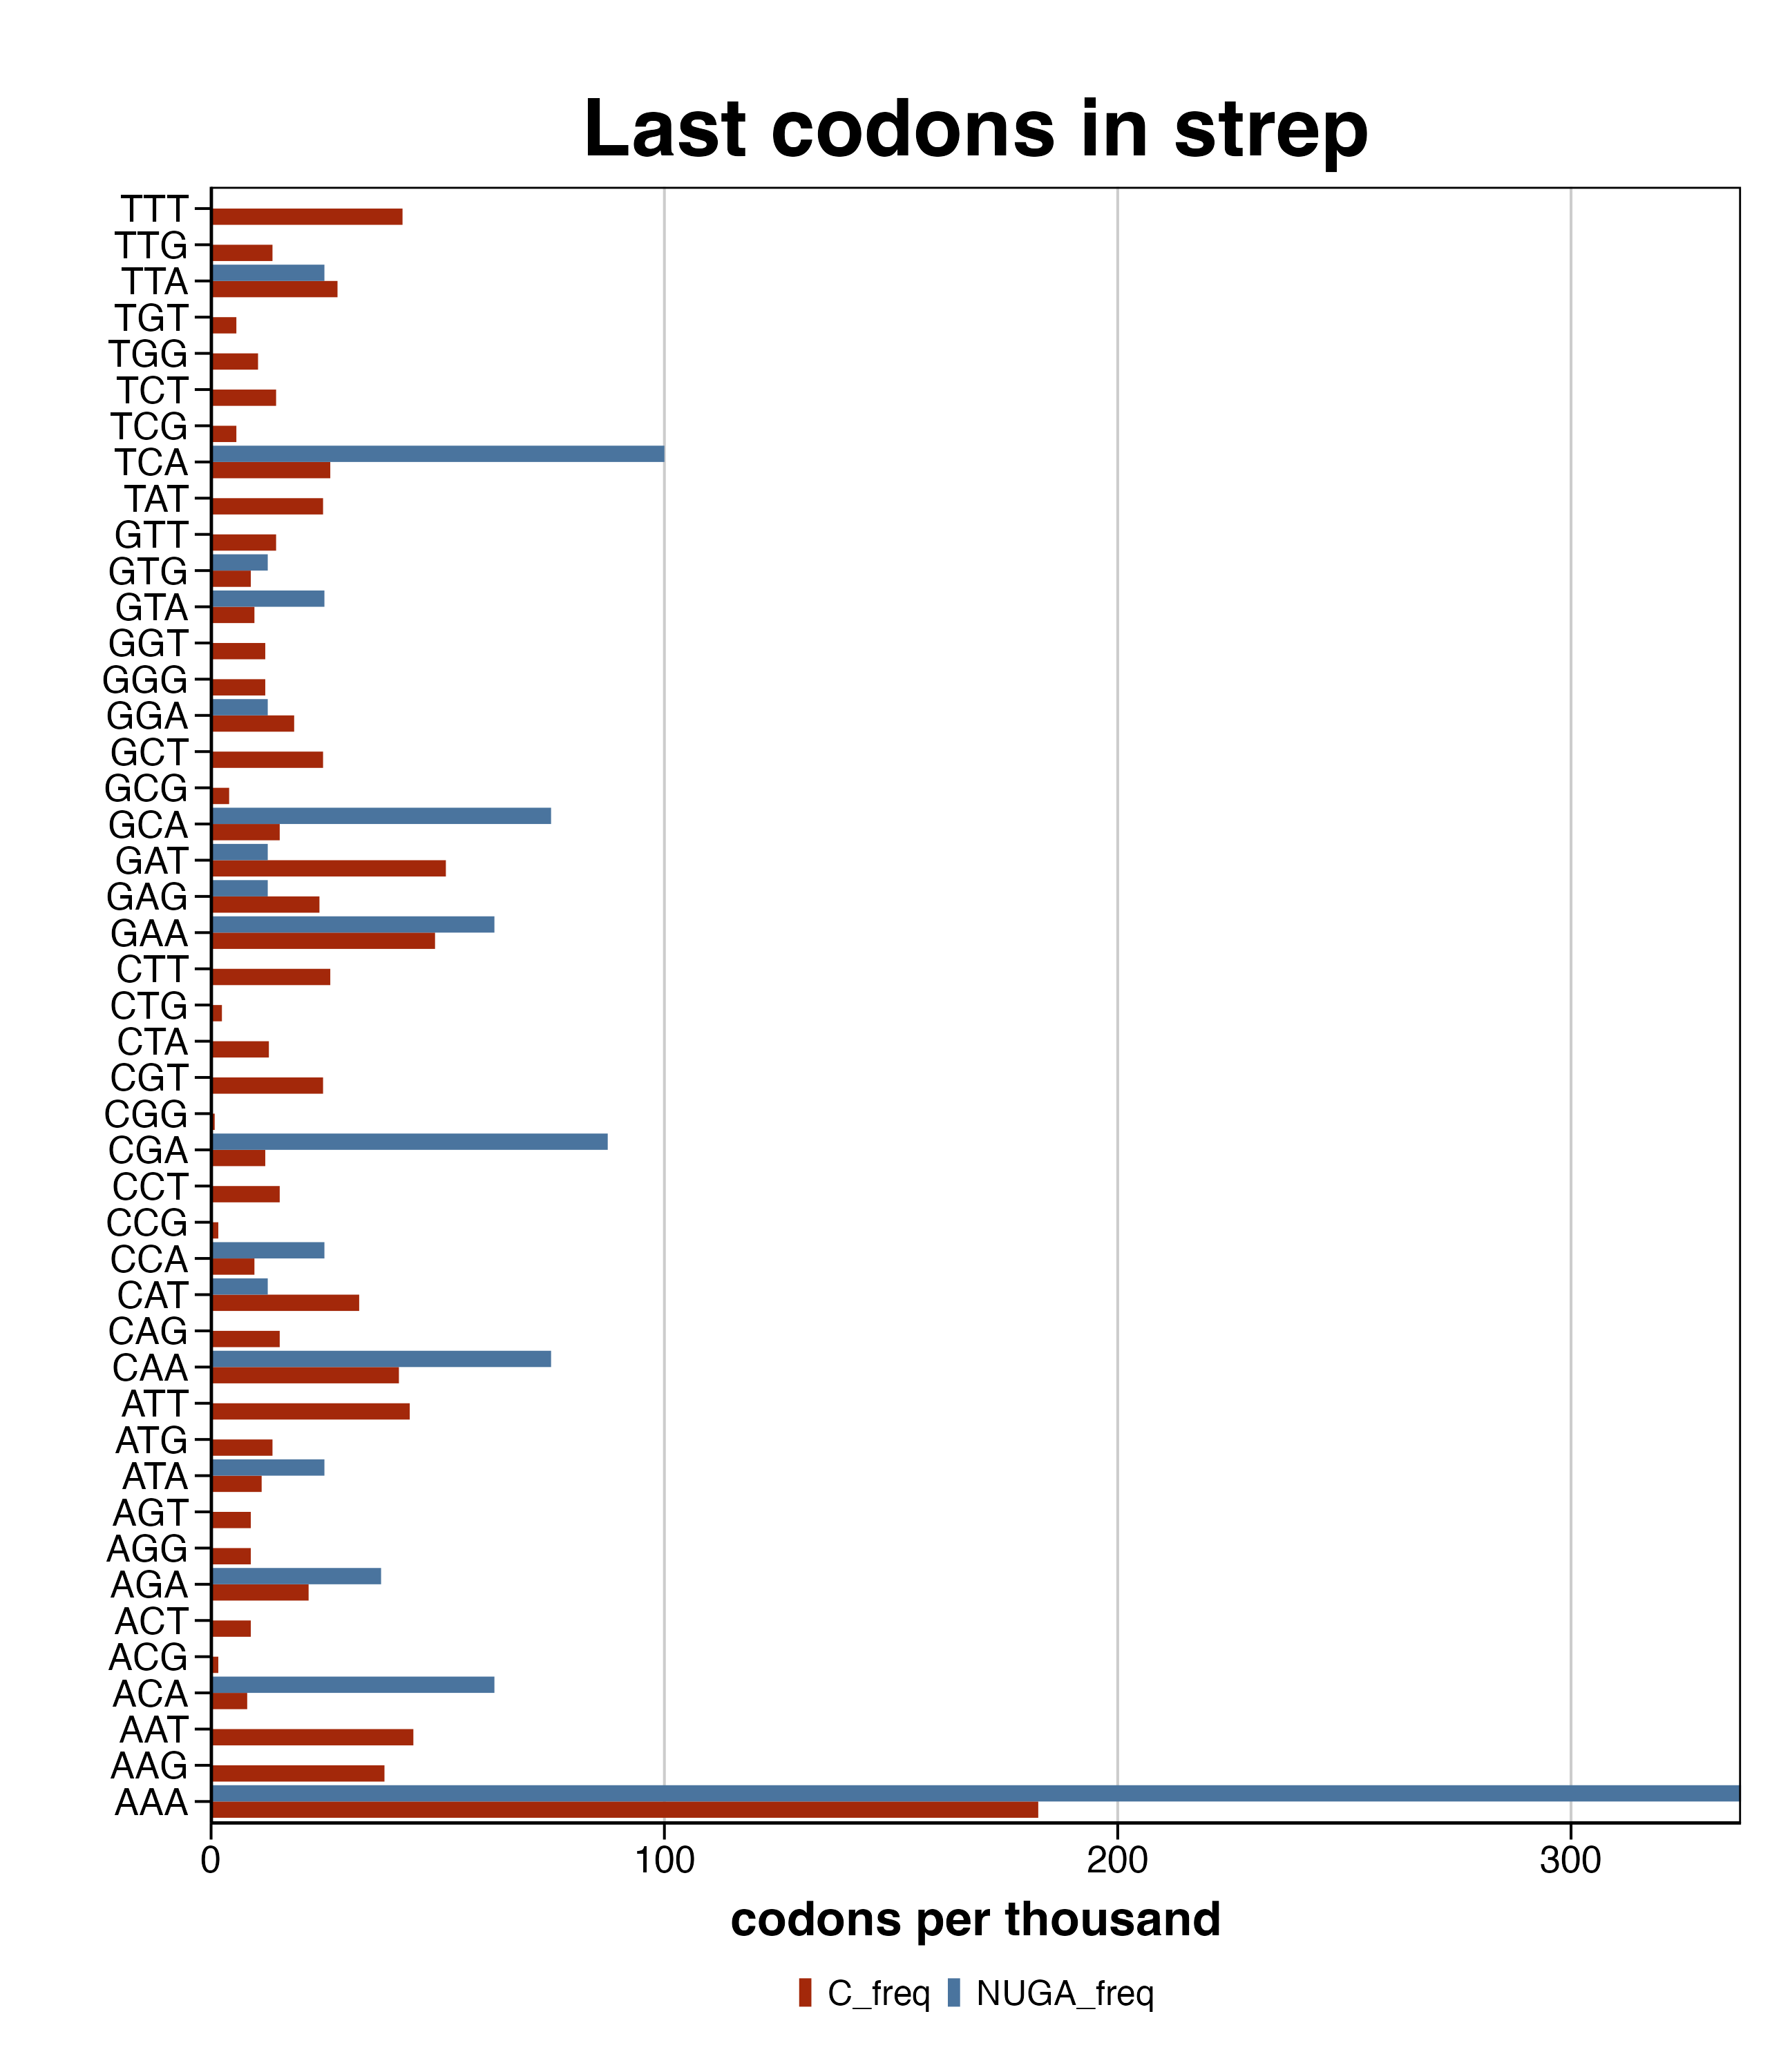 Last codons in strep
TTT
TTG
TTA
TGT
TGG
TCT
TCG
TCA
TAT
GTT
GTG
GTA
GGT
GGG
GGA
GCT
GCG
GCA
GAT
GAG
GAA
CTT
CTG
CTA
CGT
CGG
CGA
CCT
CCG
CCA
CAT
CAG
CAA
ATT
ATG
ATA
AGT
AGG
AGA
ACT
ACG
ACA
AAT
AAG
AAA
0 100 200 300
codons per thousand
C_freq NUGA_freq